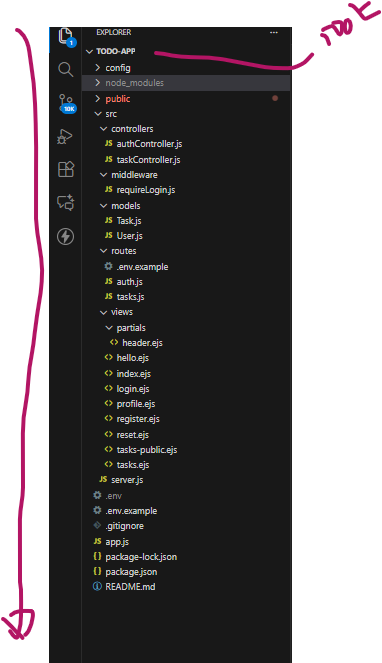 EXPLORER ...
TODO-APP
config
node_modules
public
src
controllers
JS authController.js
JS taskController.js
middleware
JS requireLogin.js
models
JS Task.js
JS User.js
routes
.env.example
JS auth.js
JS tasks.js
views
partials
<> header.ejs
<> hello.ejs
<> index.ejs
<> login.ejs
<> profile.ejs
<> register.ejs
<> reset.ejs
<> tasks-public.ejs
<> tasks.ejs
JS server.js
.env
.env.example
.gitignore
JS app.js
{} package-lock.json
{} package.json
README.md
1
10K